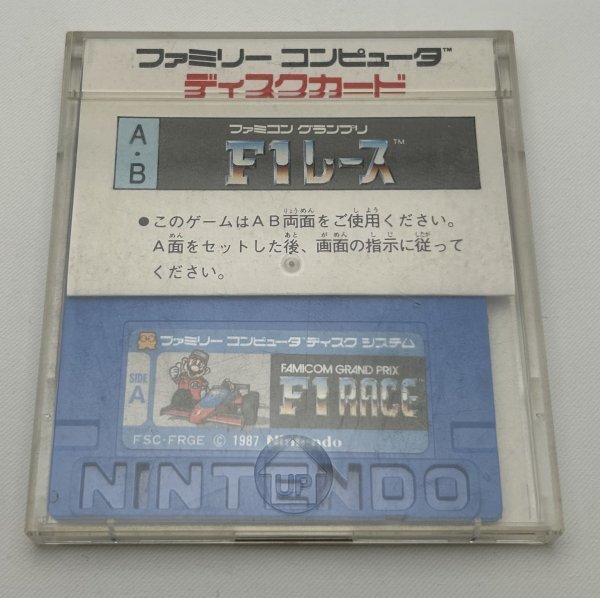 ファミリー コンピュータ™
ディスクカード
A・B
ファミコン グランプリ
F1レース™
●このゲームはAB両面をご使用ください。
A面をセットした後、画面の指示に従って
ください。
ファミリー コンピュータ ディスク システム
SIDE A
FAMICOM GRAND PRIX
F1 RACE
FSC-FRGE © 1987 Nintendo
NINTENDO
UP